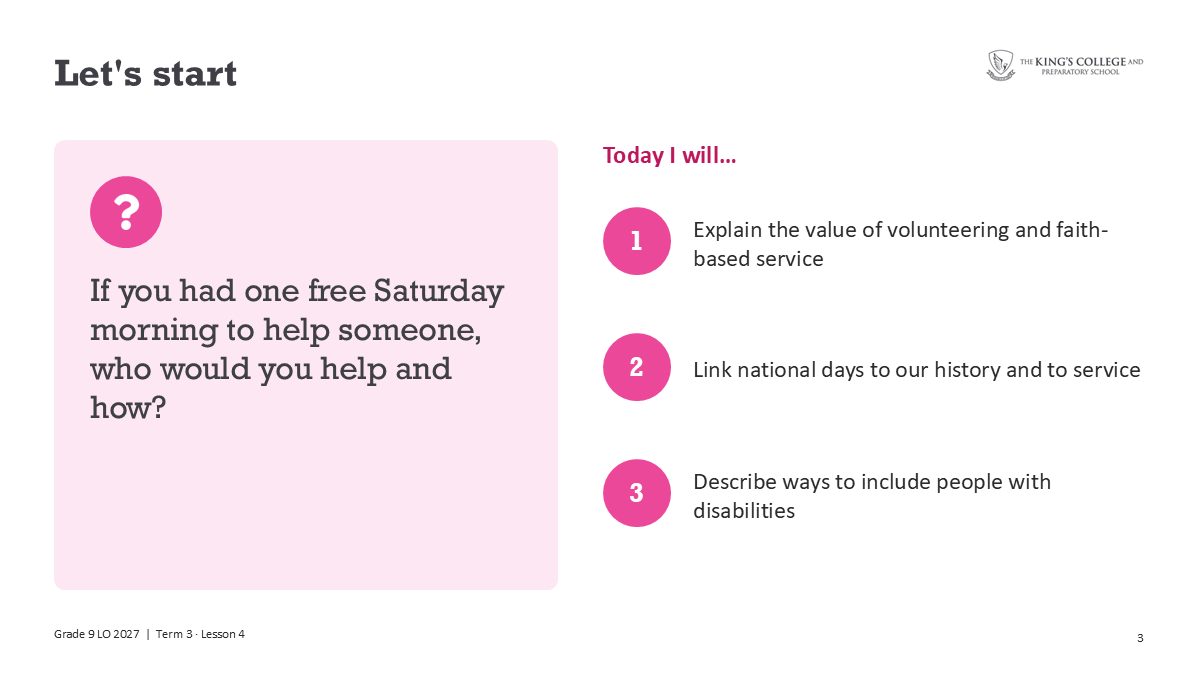 Let's start
THE KING'S COLLEGE AND
PREPARATORY SCHOOL
?
If you had one free Saturday
morning to help someone,
who would you help and
how?
Today I will...
1
Explain the value of volunteering and faith-
based service
2
Link national days to our history and to service
3
Describe ways to include people with
disabilities
Grade 9 LO 2027 | Term 3 · Lesson 4
3